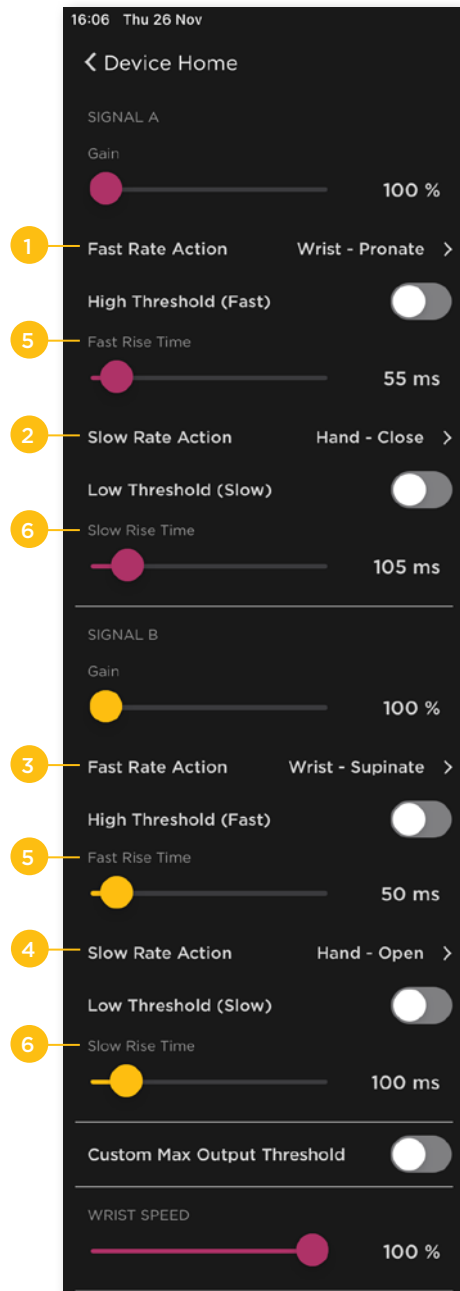 16:06 Thu 26 Nov
Device Home
SIGNAL A
Gain
100 %
1 Fast Rate Action Wrist - Pronate >
High Threshold (Fast)
5 Fast Rise Time
55 ms
2 Slow Rate Action Hand - Close >
Low Threshold (Slow)
6 Slow Rise Time
105 ms
SIGNAL B
Gain
100 %
3 Fast Rate Action Wrist - Supinate >
High Threshold (Fast)
5 Fast Rise Time
50 ms
4 Slow Rate Action Hand - Open >
Low Threshold (Slow)
6 Slow Rise Time
100 ms
Custom Max Output Threshold
WRIST SPEED
100 %